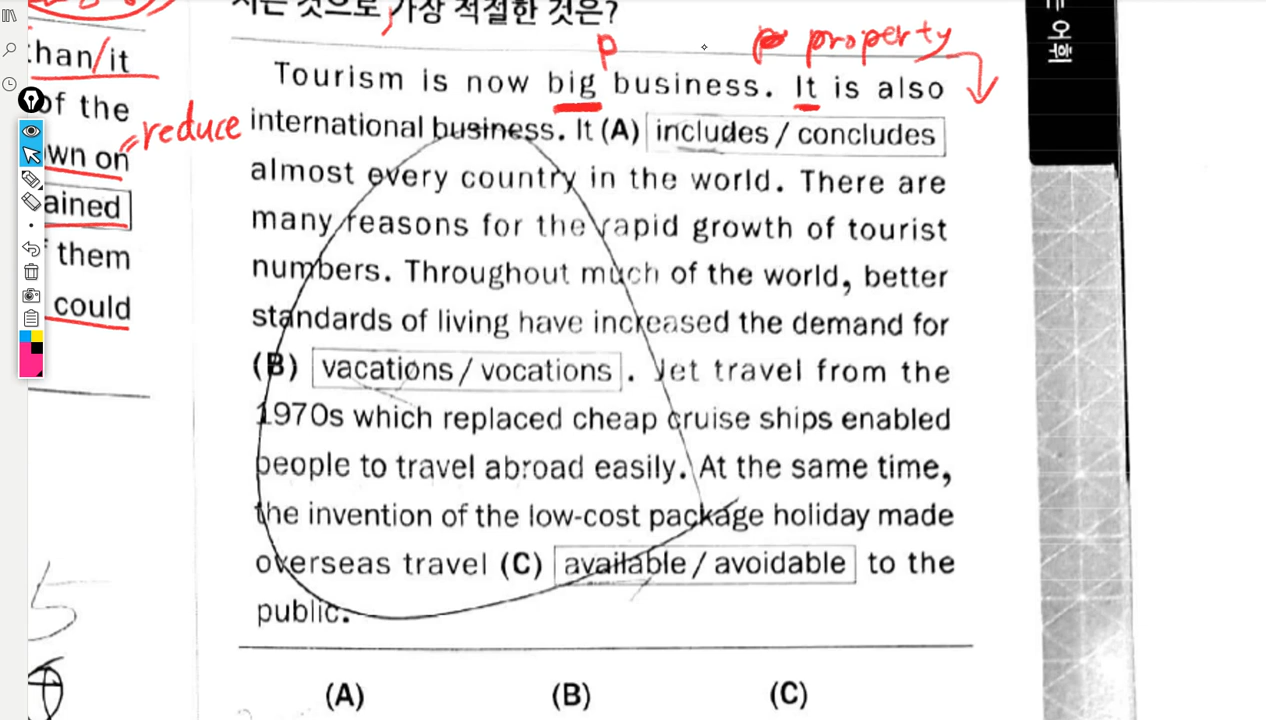 지는 것으로, 가장 적절한 것은?
than/it
of the
own on
reduce
ained
them
could
p
property
Tourism is now big business. It is also
international business. It (A) includes / concludes
almost every country in the world. There are
many reasons for the rapid growth of tourist
numbers. Throughout much of the world, better
standards of living have increased the demand for
(B) vacations / vocations . Jet travel from the
1970s which replaced cheap cruise ships enabled
people to travel abroad easily. At the same time,
the invention of the low-cost package holiday made
overseas travel (C) available / avoidable to the
public.
(A) (B) (C)
5
오